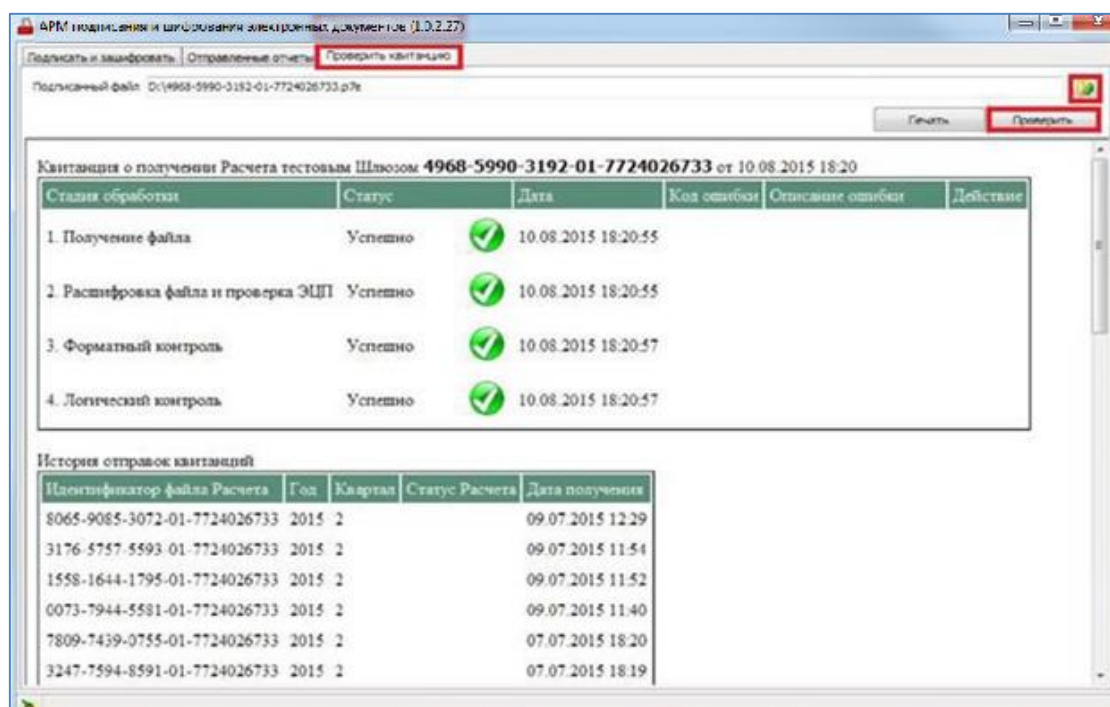 АРМ подписания и шифрования электронных документов (1.0.2.27)
Подписать и зашифровать Отправленные отчеты Проверить квитанцию
Подписанный файл D:\4968-5990-3192-01-7724026733.p7e
Печать Проверить
Квитанция о получении Расчета тестовым Шлюзом 4968-5990-3192-01-7724026733 от 10.08.2015 18:20
Стадия обработки Статус Дата Код ошибки Описание ошибки Действие
1. Получение файла Успешно 10.08.2015 18:20:55
2. Расшифровка файла и проверка ЭЦП Успешно 10.08.2015 18:20:55
3. Форматный контроль Успешно 10.08.2015 18:20:57
4. Логический контроль Успешно 10.08.2015 18:20:57
История отправок квитанций
Идентификатор файла Расчета Год Квартал Статус Расчета Дата получения
8065-9085-3072-01-7724026733 2015 2 09.07.2015 12:29
3176-5757-5593-01-7724026733 2015 2 09.07.2015 11:54
1558-1644-1795-01-7724026733 2015 2 09.07.2015 11:52
0073-7944-5581-01-7724026733 2015 2 09.07.2015 11:40
7809-7439-0755-01-7724026733 2015 2 07.07.2015 18:20
3247-7594-8591-01-7724026733 2015 2 07.07.2015 18:19